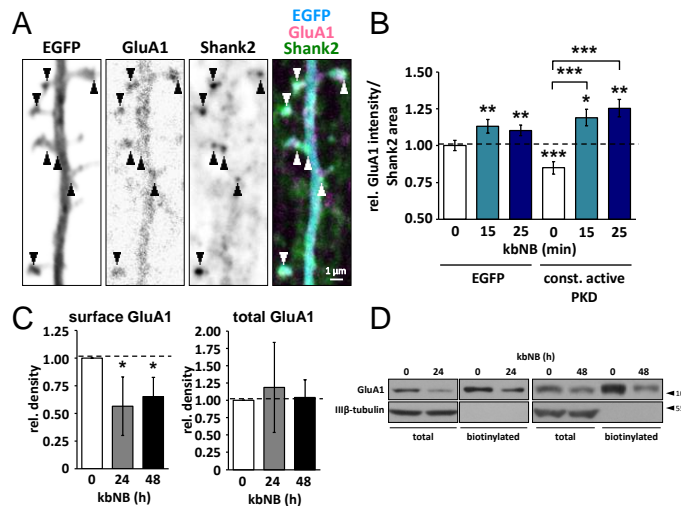 A
EGFP GluA1 Shank2
EGFP
GluA1
Shank2
1 µm
B
rel. GluA1 intensity/
Shank2 area
1.50
1.25
1.00
0.75
0.50
***
***
** ** *** * **
0 15 25 0 15 25
kbNB (min)
EGFP
const. active
PKD
C
surface GluA1
rel. density
1.00
0.75
0.50
0.25
0
* *
0 24 48
kbNB (h)
total GluA1
rel. density
2.00
1.75
1.50
1.25
1.00
0.75
0.50
0.25
0
0 24 48
kbNB (h)
D
kbNB (h)
0 24 0 24 0 48 0 48
GluA1
IIIβ-tubulin
total biotinylated total biotinylated